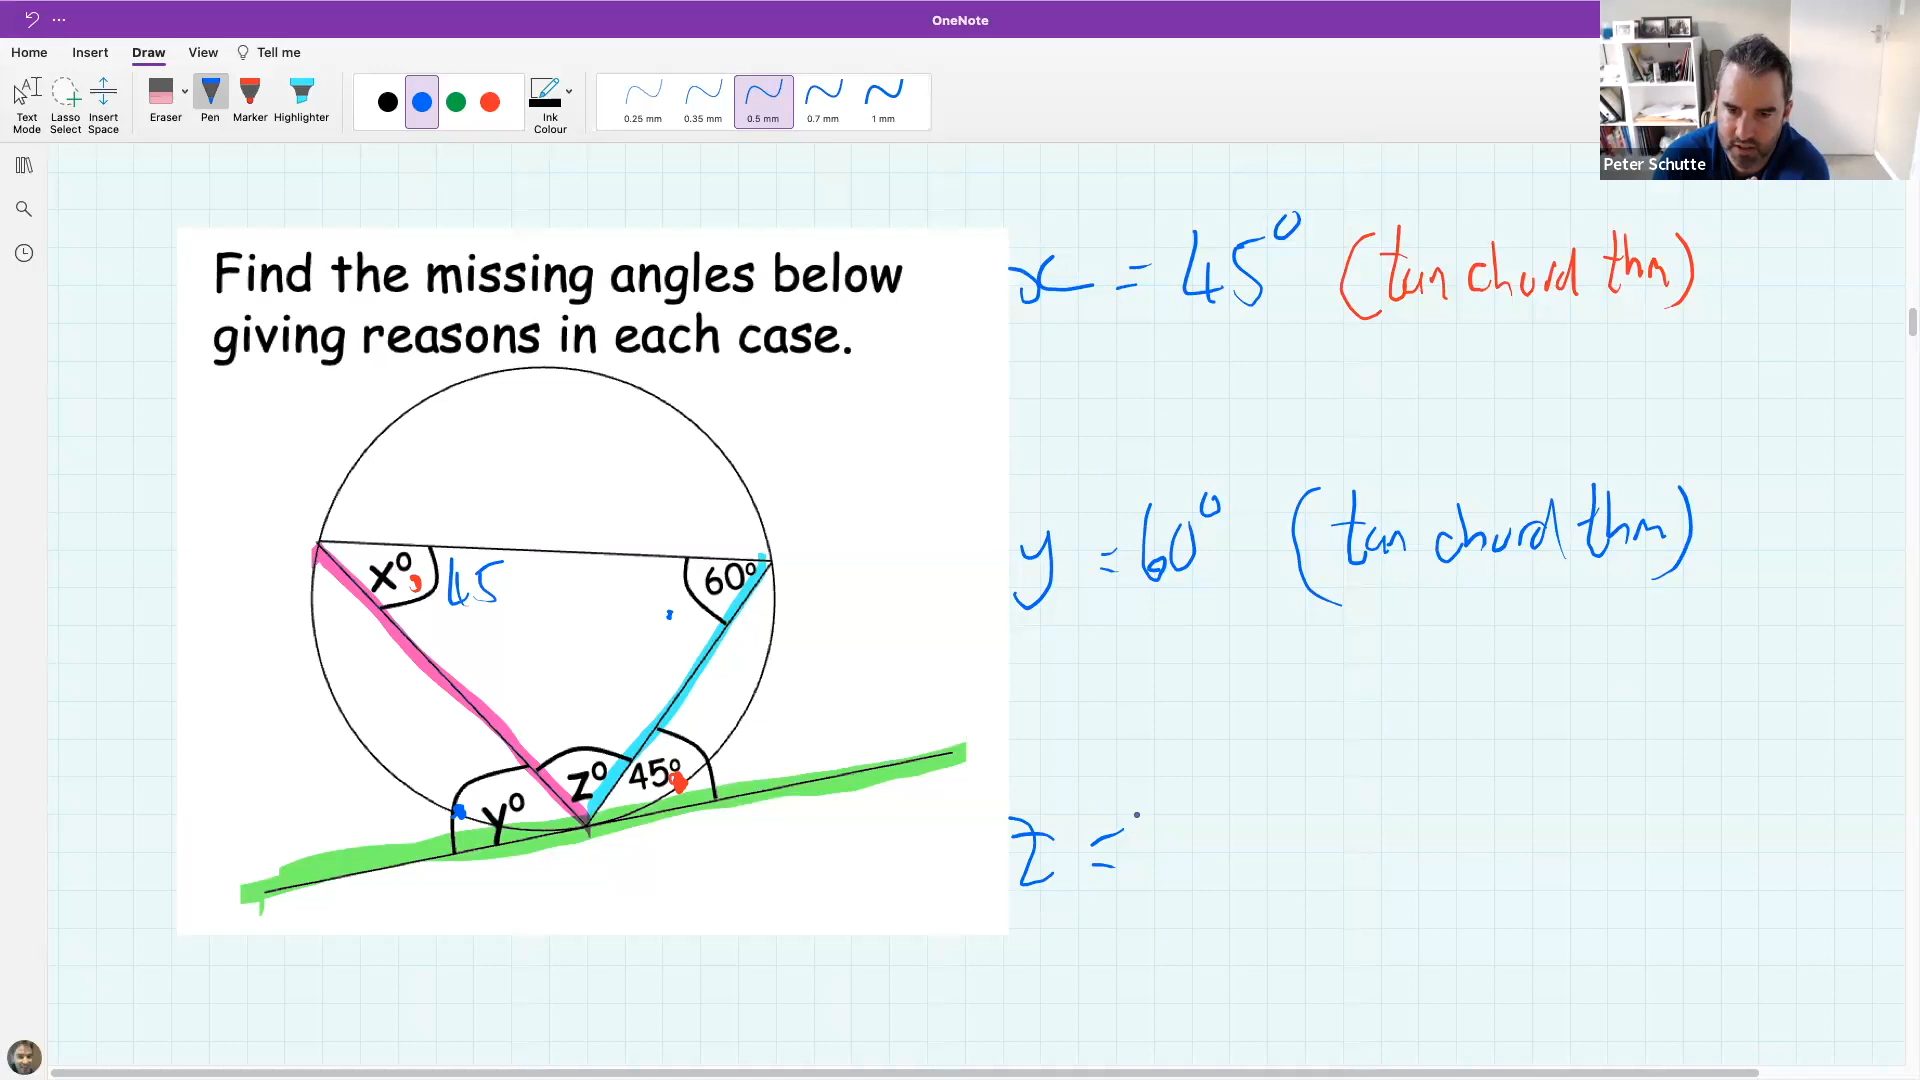 OneNote
Home Insert Draw View Tell me
Text Mode
Lasso Select
Insert Space
Eraser
Pen
Marker
Highlighter
Ink Colour
0.25 mm
0.35 mm
0.5 mm
0.7 mm
1 mm
Peter Schutte
Find the missing angles below
giving reasons in each case.
x = 45° (tan chord thm)
x° 45
60°
y = 60° (tan chord thm)
y°
z°
45°
z =